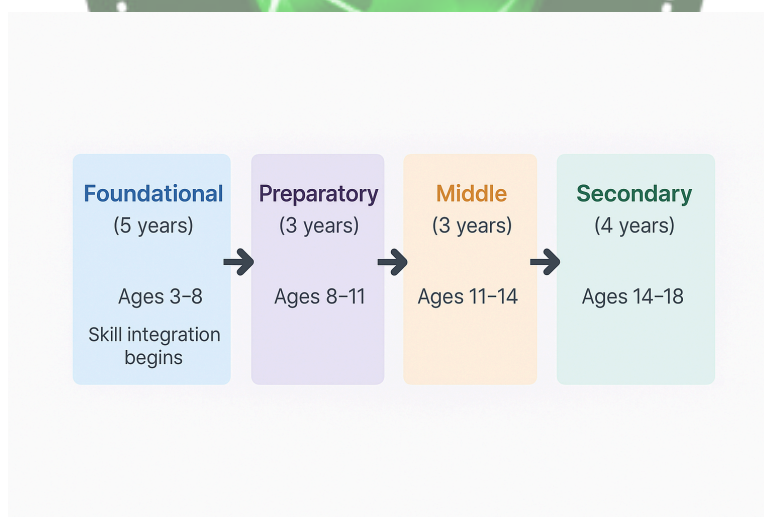 Foundational
(5 years)
Ages 3–8
Skill integration
begins
Preparatory
(3 years)
Ages 8–11
Middle
(3 years)
Ages 11–14
Secondary
(4 years)
Ages 14–18